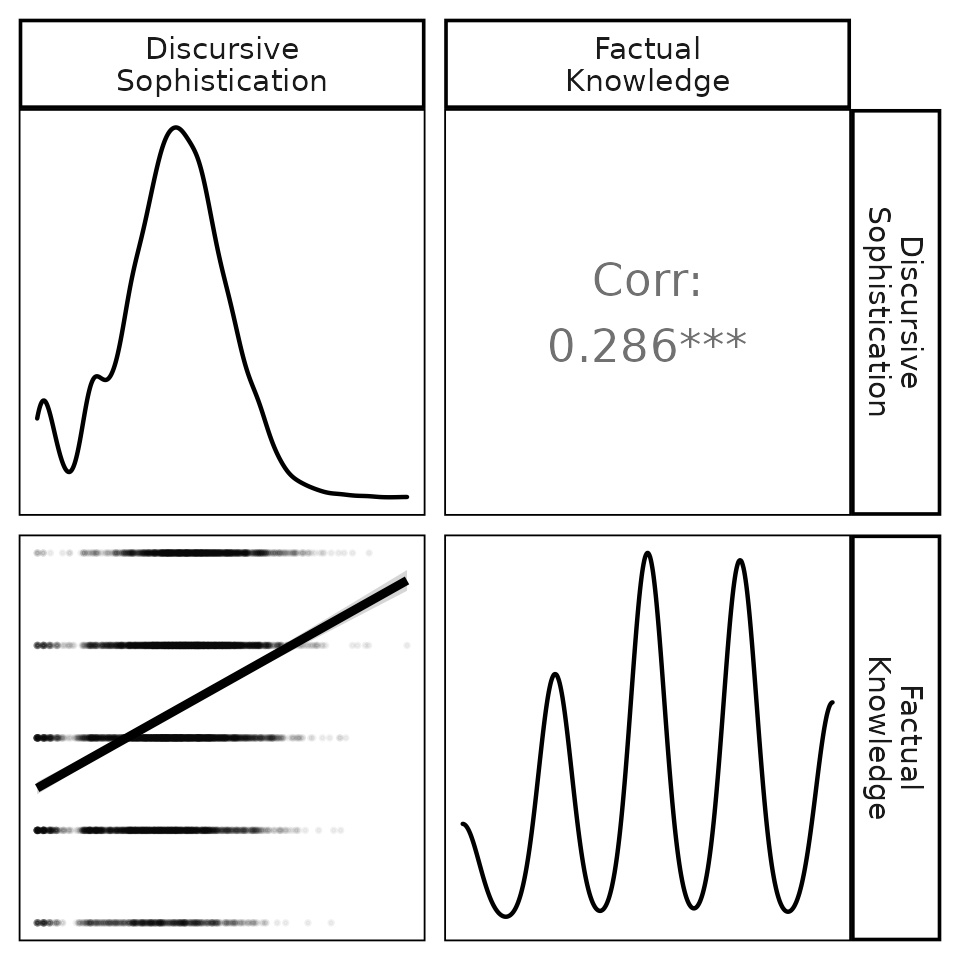 Discursive
Sophistication
Factual
Knowledge
Corr:
0.286***
Discursive
Sophistication
Factual
Knowledge